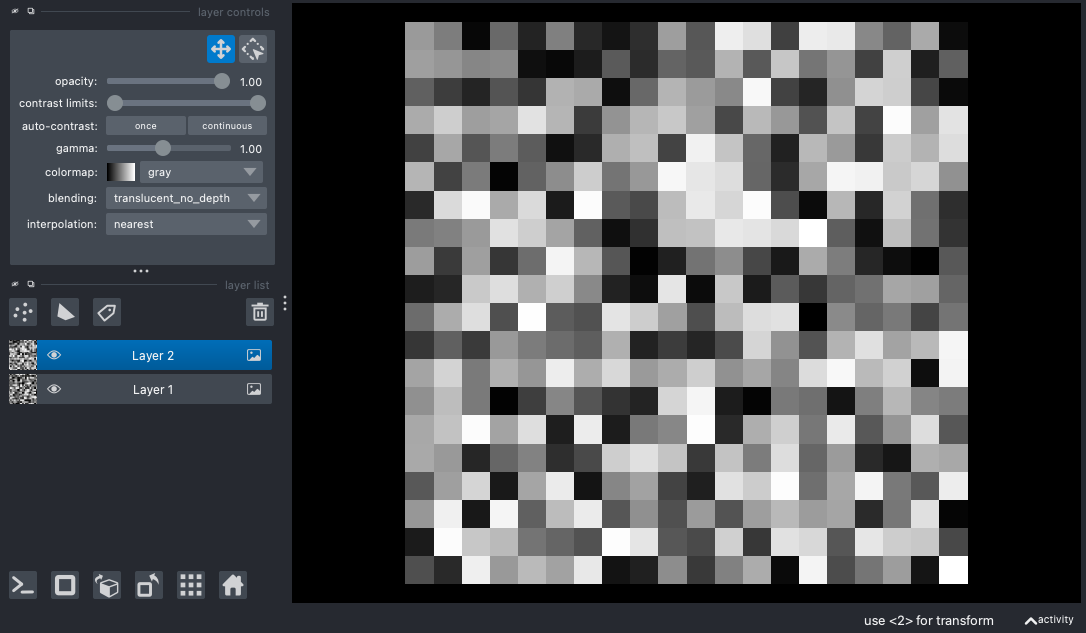 layer controls
opacity: 1.00
contrast limits:
auto-contrast: once continuous
gamma: 1.00
colormap: gray
blending: translucent_no_depth
interpolation: nearest
layer list
Layer 2
Layer 1
use <2> for transform
activity